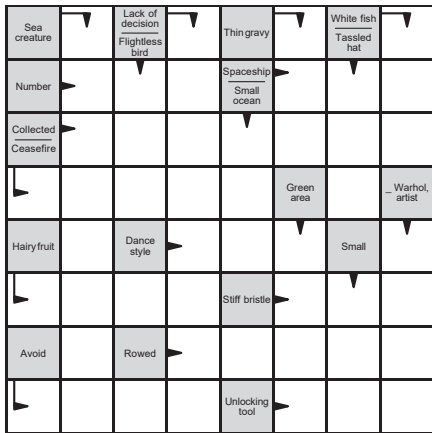 Sea
creature
Lack of
decision
Flightless
bird
Thin gravy
White fish
Tassled
hat
Number
Spaceship
Small
ocean
Collected
Ceasefire
Green
area
_ Warhol,
artist
Hairy fruit
Dance
style
Small
Stiff bristle
Avoid
Rowed
Unlocking
tool